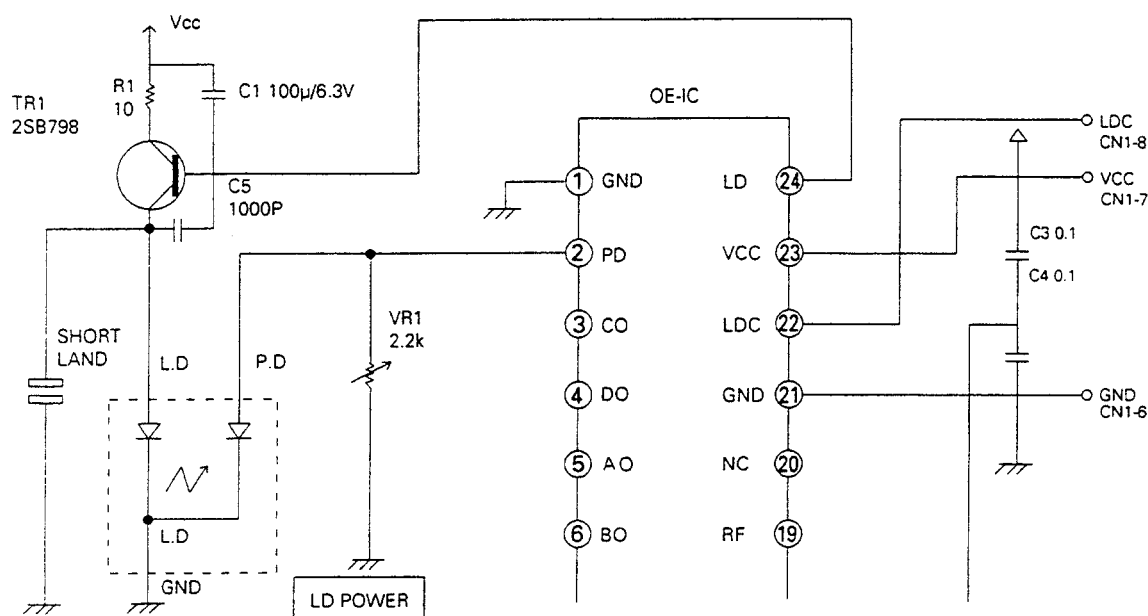 Vcc
R1
10
C1 100μ/6.3V
TR1
2SB798
C5
1000P
OE-IC
1 GND
LD 24
LDC
CN1-8
VCC
CN1-7
2 PD
VCC 23
C3 0.1
C4 0.1
3 CO
LDC 22
VR1
2.2k
SHORT
LAND
L.D
P.D
4 DO
GND 21
GND
CN1-6
5 AO
NC 20
6 BO
RF 19
L.D
GND
LD POWER